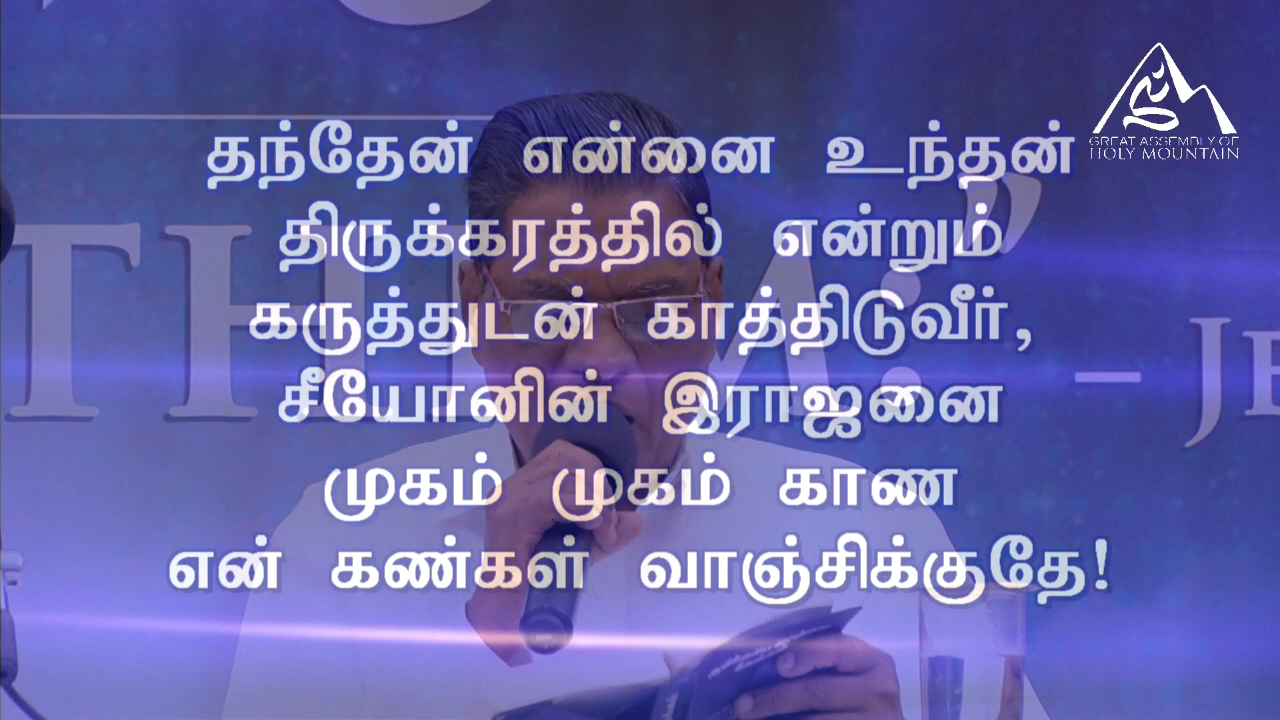 GREAT ASSEMBLY OF
HOLY MOUNTAIN
தந்தேன் என்னை உந்தன்
திருக்கரத்தில் என்றும்
கருத்துடன் காத்திடுவீர்,
சீயோனின் இராஜனை
முகம் முகம் காண
என் கண்கள் வாஞ்சிக்குதே!
– JE